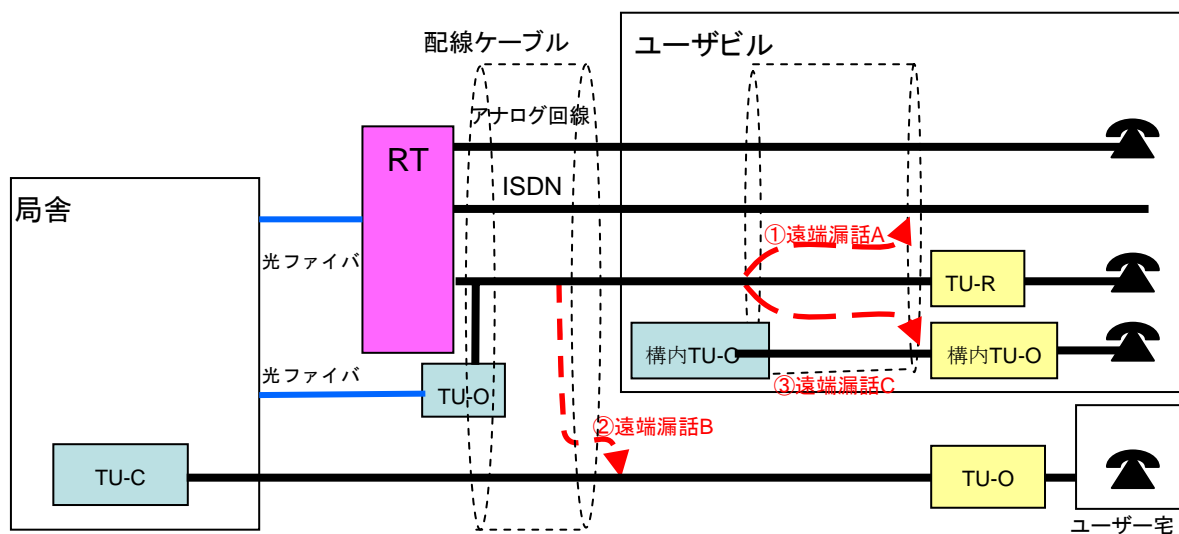 配線ケーブル
ユーザビル
アナログ回線
RT
ISDN
局舎
①遠端漏話A
光ファイバ
TU-R
構内TU-O
構内TU-O
光ファイバ
TU-O
③遠端漏話C
②遠端漏話B
TU-C
TU-O
ユーザー宅